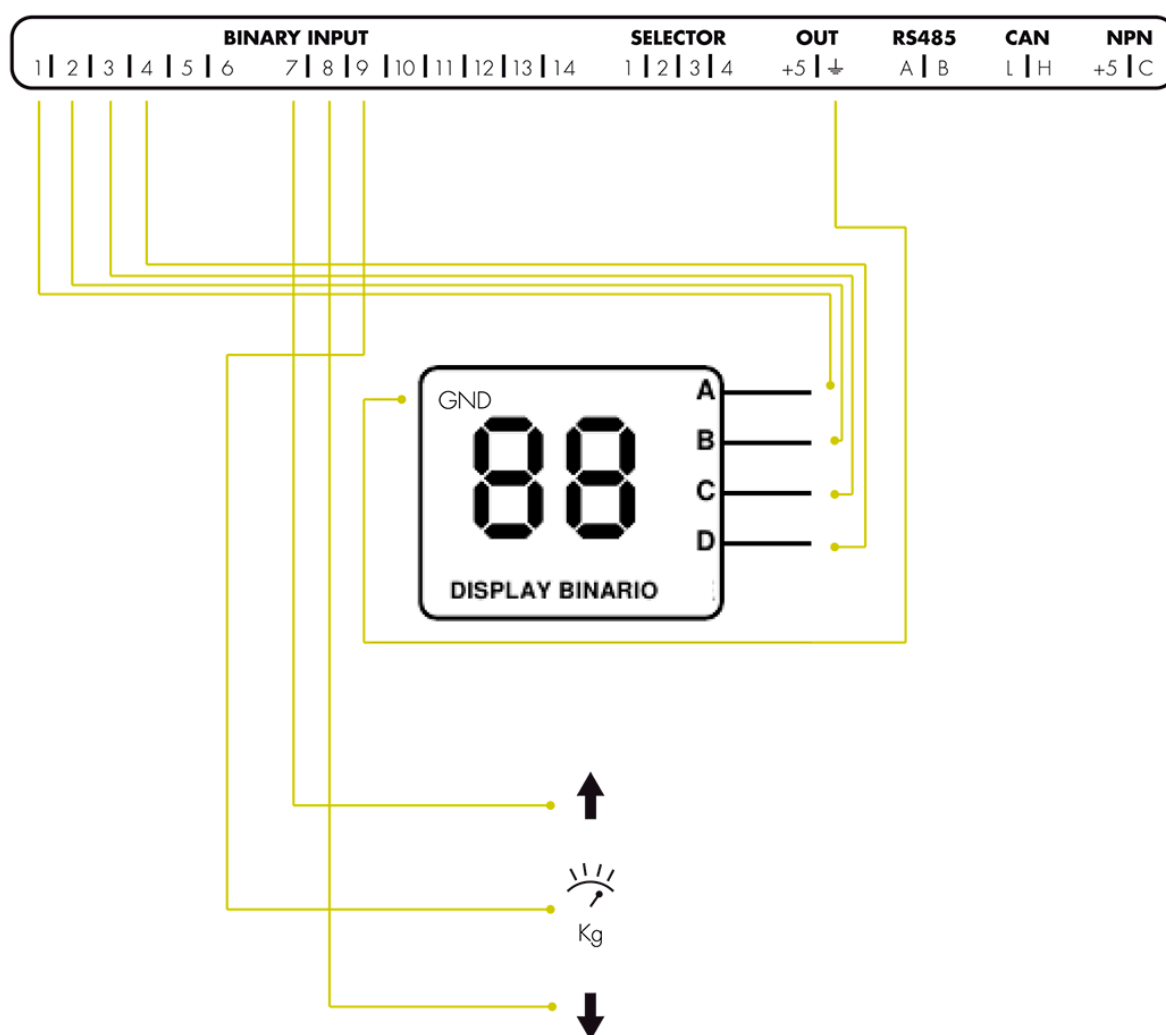 BINARY INPUT SELECTOR OUT RS485 CAN NPN
1 | 2 | 3 | 4 | 5 | 6 7 | 8 | 9 | 10 | 11 | 12 | 13 | 14 1 | 2 | 3 | 4 +5 | ⏚ A | B L | H +5 | C
GND A
B
C
D
88
DISPLAY BINARIO
Kg